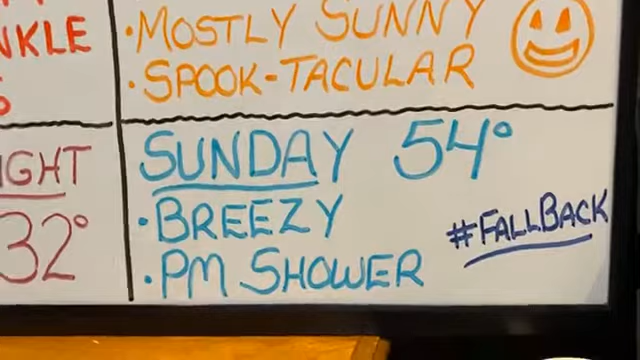 NKLE
• MOSTLY SUNNY
• SPOOK-TACULAR
IGHT
32°
SUNDAY 54°
• BREEZY
• PM SHOWER
#FALLBACK